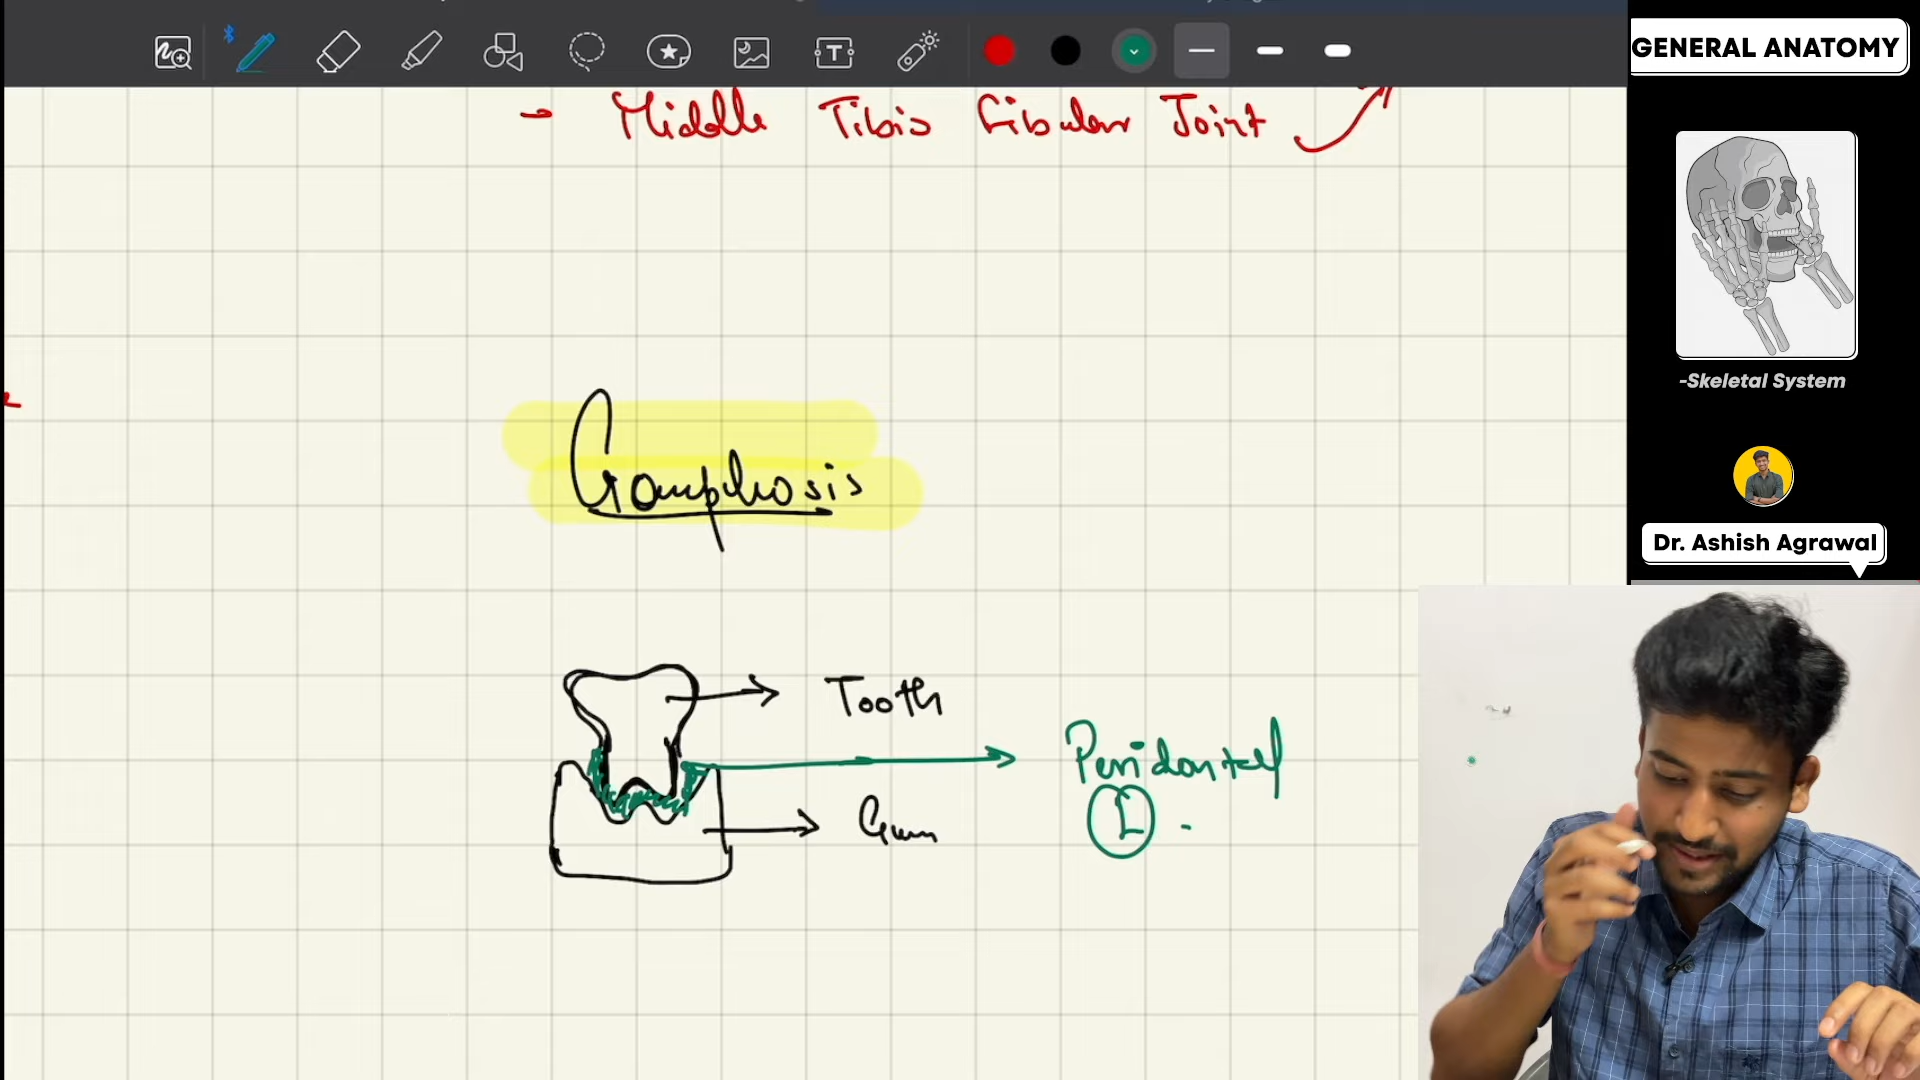 GENERAL ANATOMY
- Middle Tibio Fibular Joint
-Skeletal System
Gomphosis
Dr. Ashish Agrawal
Tooth
Peridontal
L
Gum